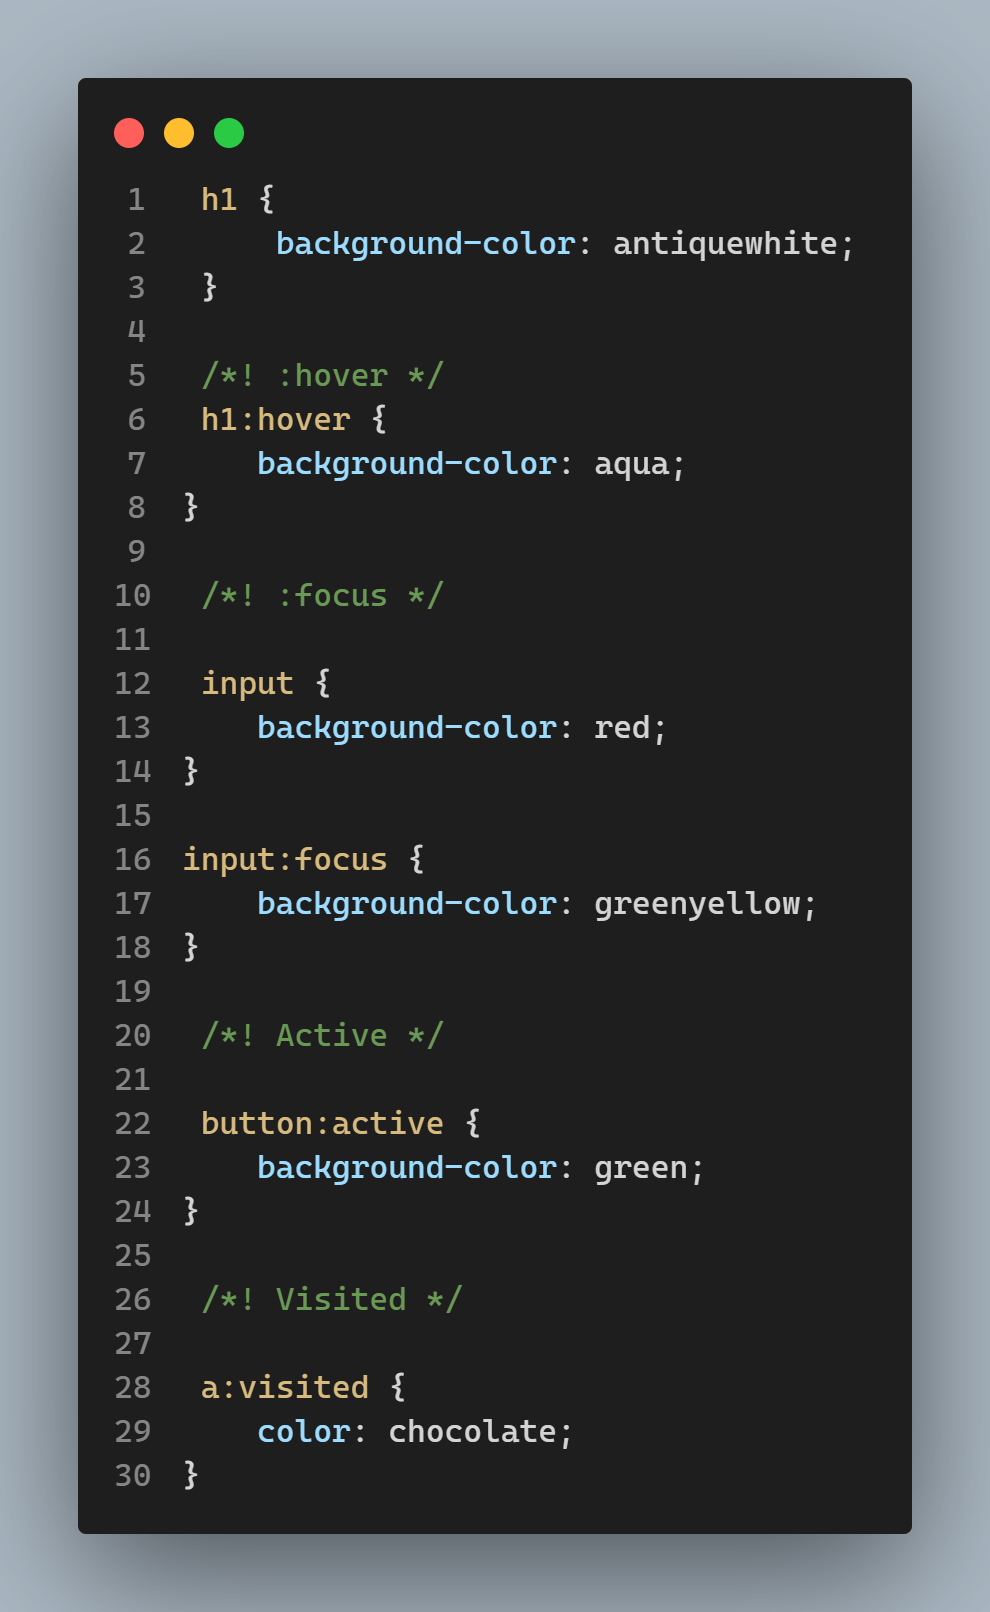 1 h1 {
2 background-color: antiquewhite;
3 }
4
5 /*! :hover */
6 h1:hover {
7 background-color: aqua;
8 }
9
10 /*! :focus */
11
12 input {
13 background-color: red;
14 }
15
16 input:focus {
17 background-color: greenyellow;
18 }
19
20 /*! Active */
21
22 button:active {
23 background-color: green;
24 }
25
26 /*! Visited */
27
28 a:visited {
29 color: chocolate;
30 }